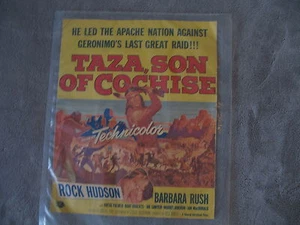 HE LED THE APACHE NATION AGAINST
GERONIMO'S LAST GREAT RAID!!!
TAZA, SON
OF COCHISE
Technicolor
ROCK HUDSON
BARBARA RUSH